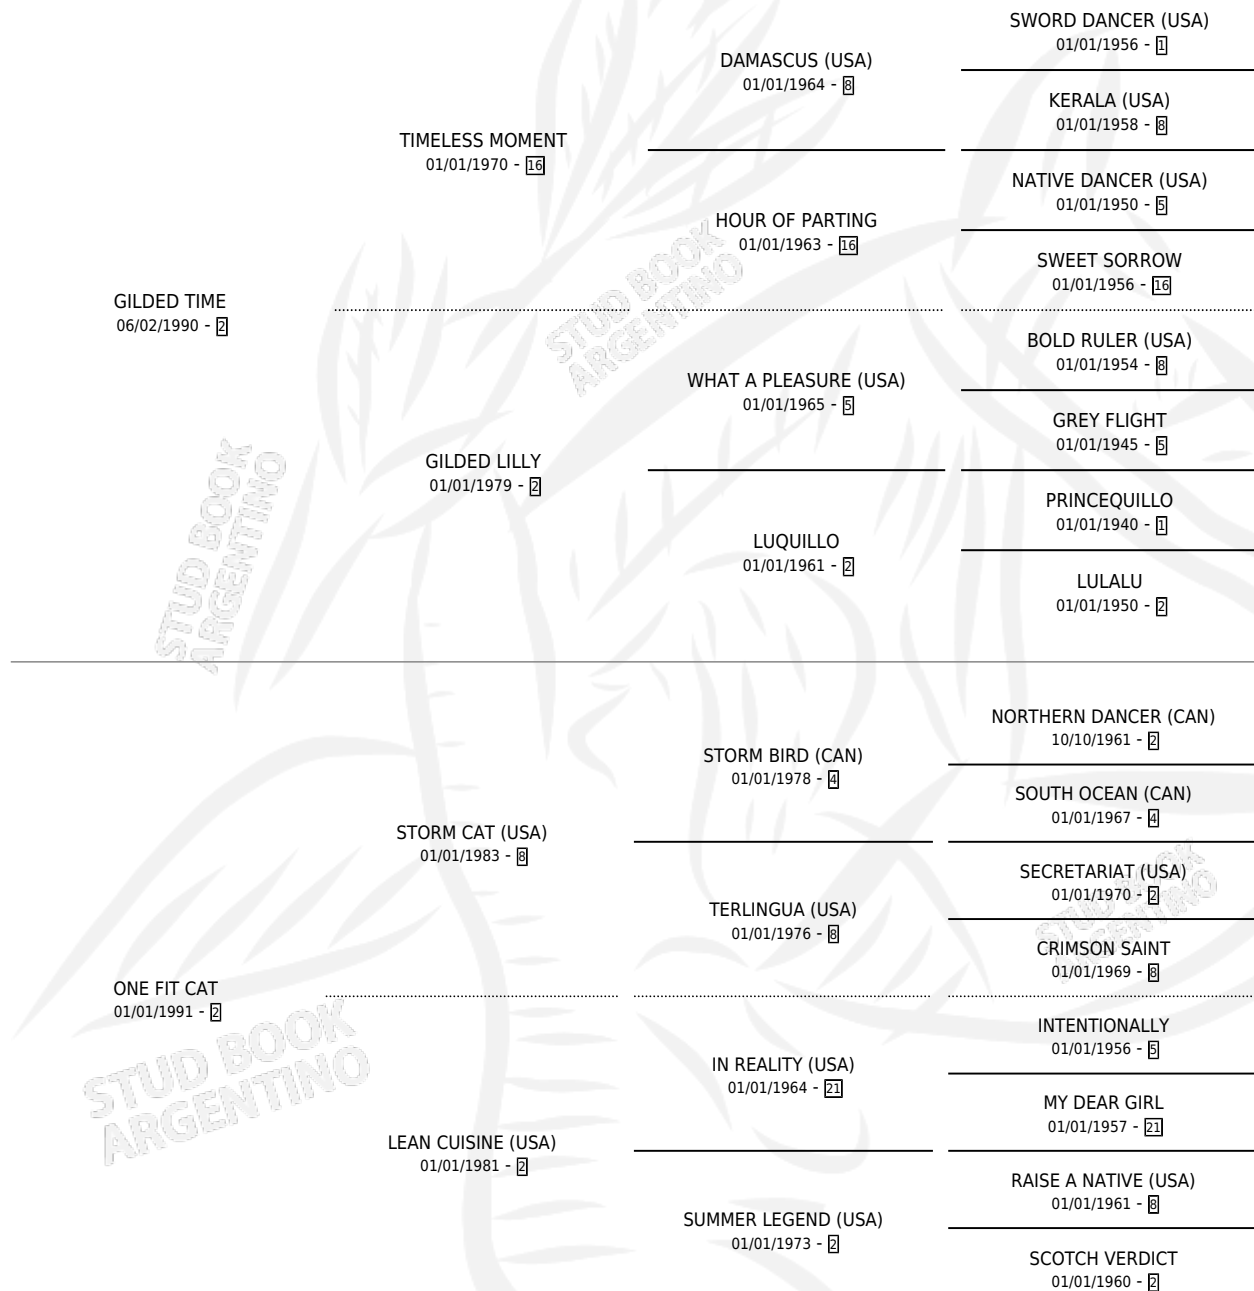 SWORD DANCER (USA)
01/01/1956 - 1
DAMASCUS (USA)
01/01/1964 - 8
KERALA (USA)
01/01/1958 - 8
TIMELESS MOMENT
01/01/1970 - 16
NATIVE DANCER (USA)
01/01/1950 - 5
HOUR OF PARTING
01/01/1963 - 16
SWEET SORROW
01/01/1956 - 16
GILDED TIME
06/02/1990 - 2
BOLD RULER (USA)
01/01/1954 - 8
WHAT A PLEASURE (USA)
01/01/1965 - 5
GREY FLIGHT
01/01/1945 - 5
GILDED LILLY
01/01/1979 - 2
PRINCEQUILLO
01/01/1940 - 1
LUQUILLO
01/01/1961 - 2
LULALU
01/01/1950 - 2
NORTHERN DANCER (CAN)
10/10/1961 - 2
STORM BIRD (CAN)
01/01/1978 - 4
SOUTH OCEAN (CAN)
01/01/1967 - 4
STORM CAT (USA)
01/01/1983 - 8
SECRETARIAT (USA)
01/01/1970 - 2
TERLINGUA (USA)
01/01/1976 - 8
CRIMSON SAINT
01/01/1969 - 8
ONE FIT CAT
01/01/1991 - 2
INTENTIONALLY
01/01/1956 - 5
IN REALITY (USA)
01/01/1964 - 21
MY DEAR GIRL
01/01/1957 - 21
LEAN CUISINE (USA)
01/01/1981 - 2
RAISE A NATIVE (USA)
01/01/1961 - 8
SUMMER LEGEND (USA)
01/01/1973 - 2
SCOTCH VERDICT
01/01/1960 - 2
STUD BOOK
ARGENTINO
STUD BOOK
ARGENTINO
STUD BOOK
ARGENTINO
STUD BOOK
ARGENTINO